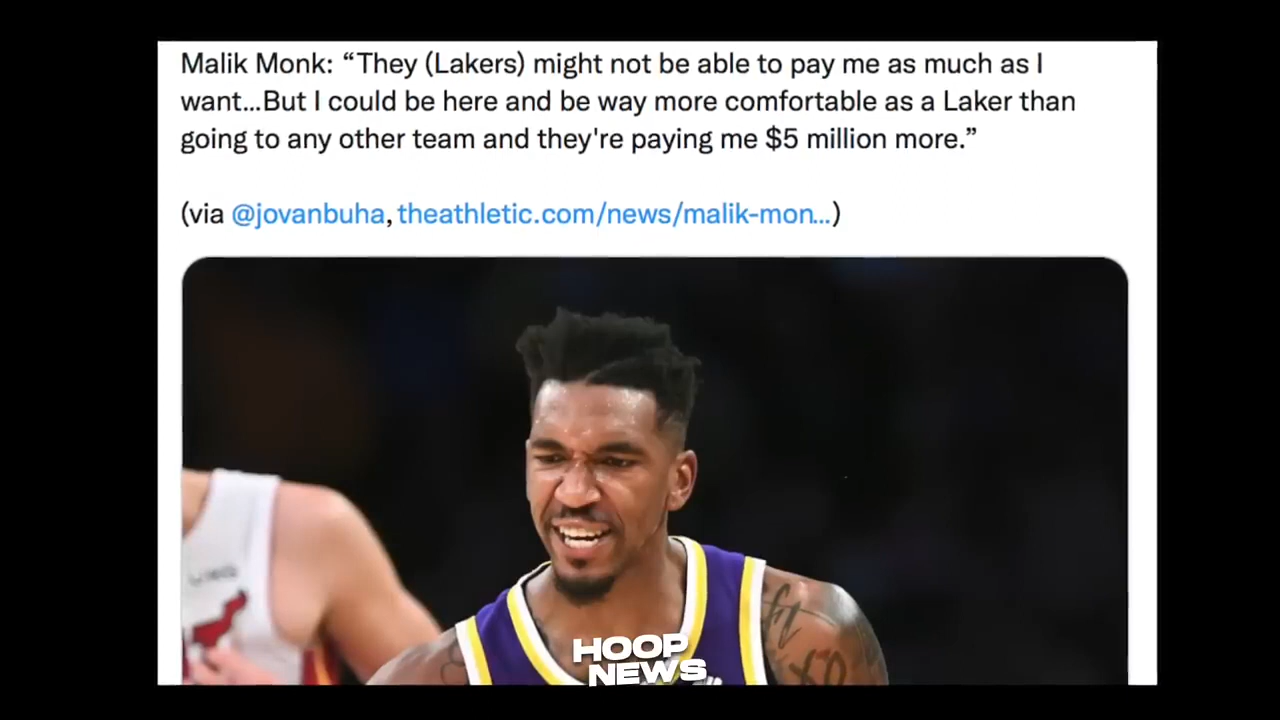 Malik Monk: “They (Lakers) might not be able to pay me as much as I
want...But I could be here and be way more comfortable as a Laker than
going to any other team and they're paying me $5 million more.”
(via @jovanbuha, theathletic.com/news/malik-mon...)
HOOP
NEWS